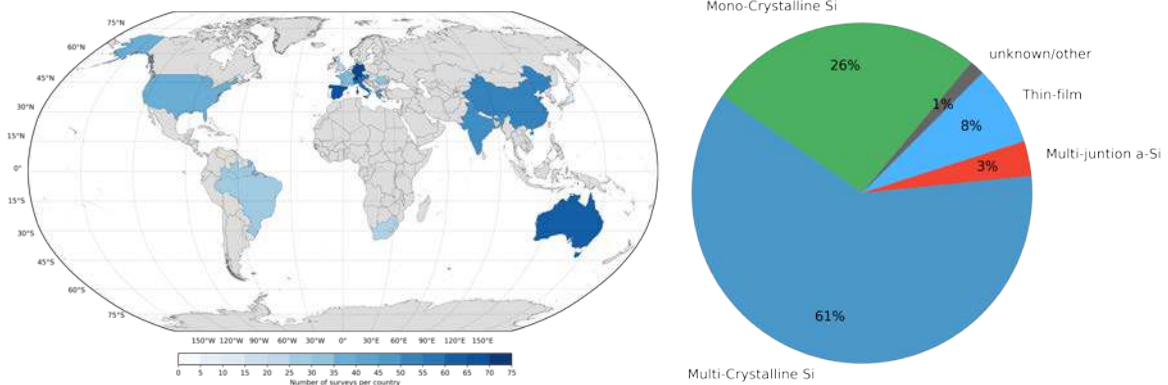 75°N
60°N
45°N
30°N
15°N
0°
15°S
30°S
45°S
60°S
75°S
150°W 120°W 90°W 60°W 30°W 0° 30°E 60°E 90°E 120°E 150°E
0 5 10 15 20 25 30 35 40 45 50 55 60 65 70 75
Number of surveys per country
Mono-Crystalline Si
unknown/other
Thin-film
Multi-juntion a-Si
Multi-Crystalline Si
26%
1%
8%
3%
61%